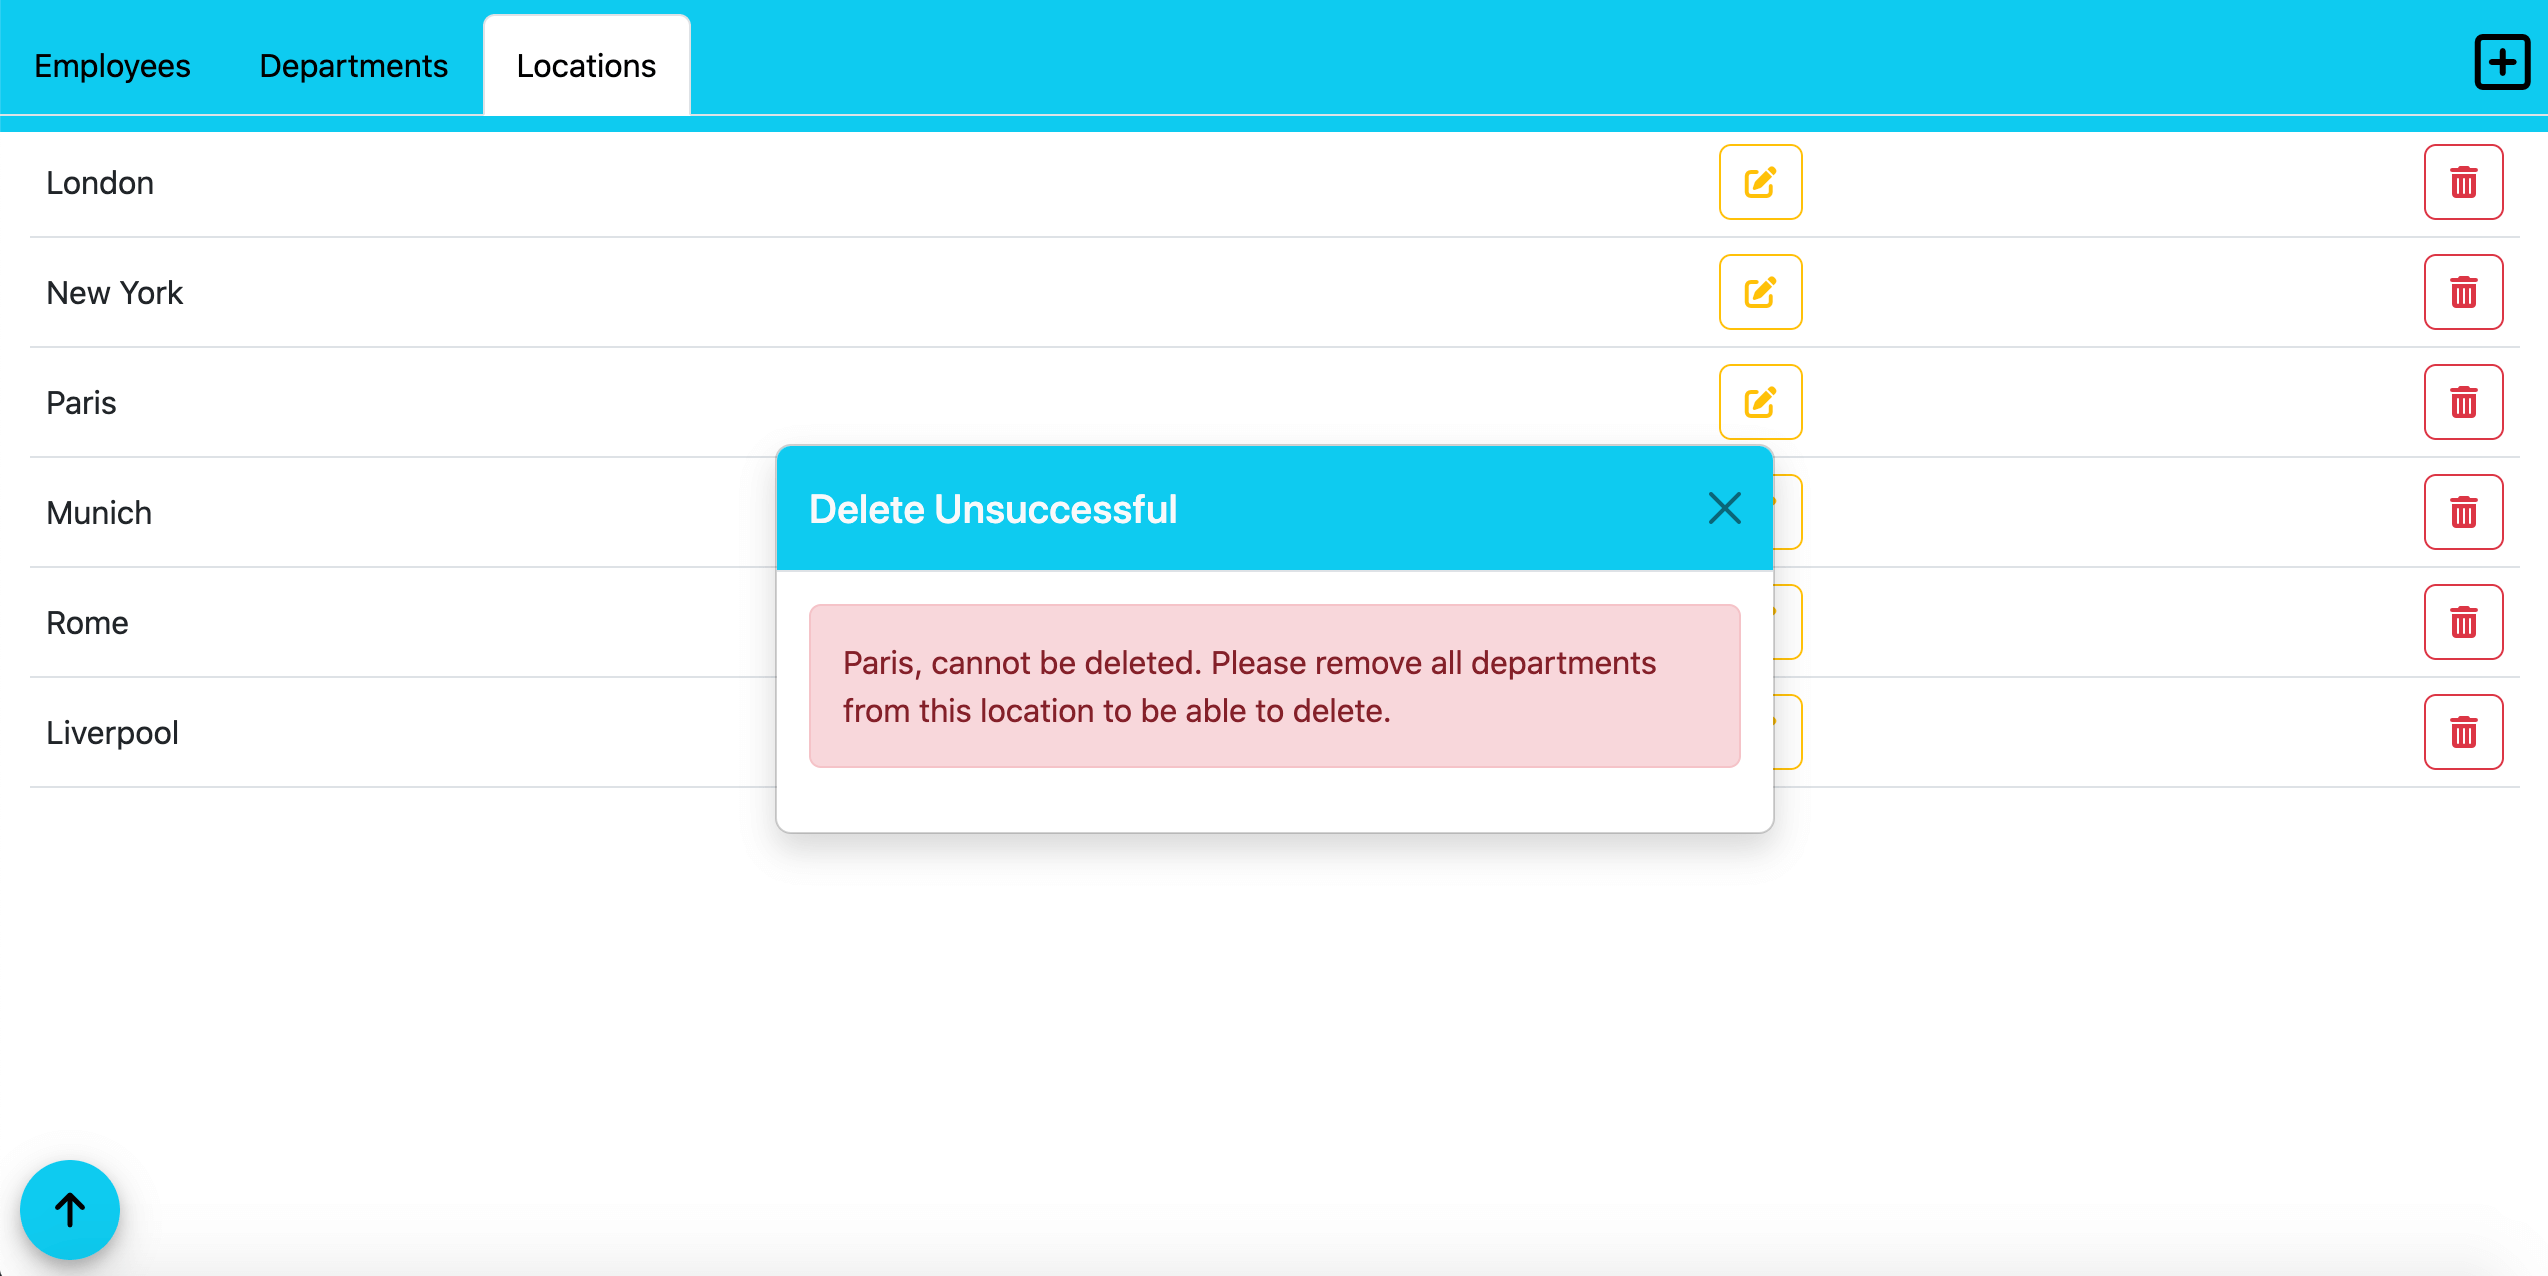 Employees Departments Locations
London
New York
Paris
Munich
Rome
Liverpool
Delete Unsuccessful
Paris, cannot be deleted. Please remove all departments
from this location to be able to delete.